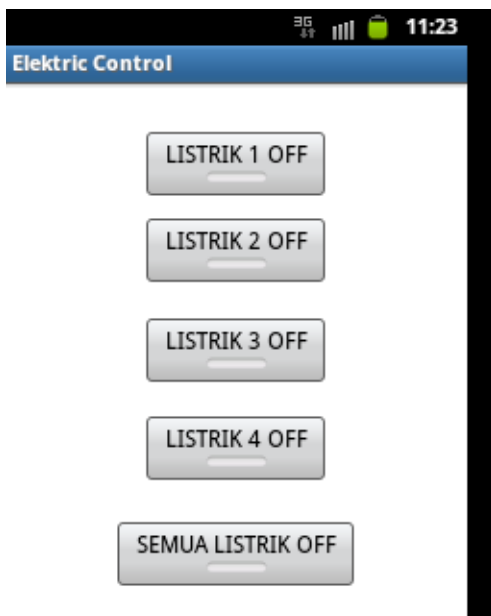 3G 11:23
Elektric Control
LISTRIK 1 OFF
LISTRIK 2 OFF
LISTRIK 3 OFF
LISTRIK 4 OFF
SEMUA LISTRIK OFF